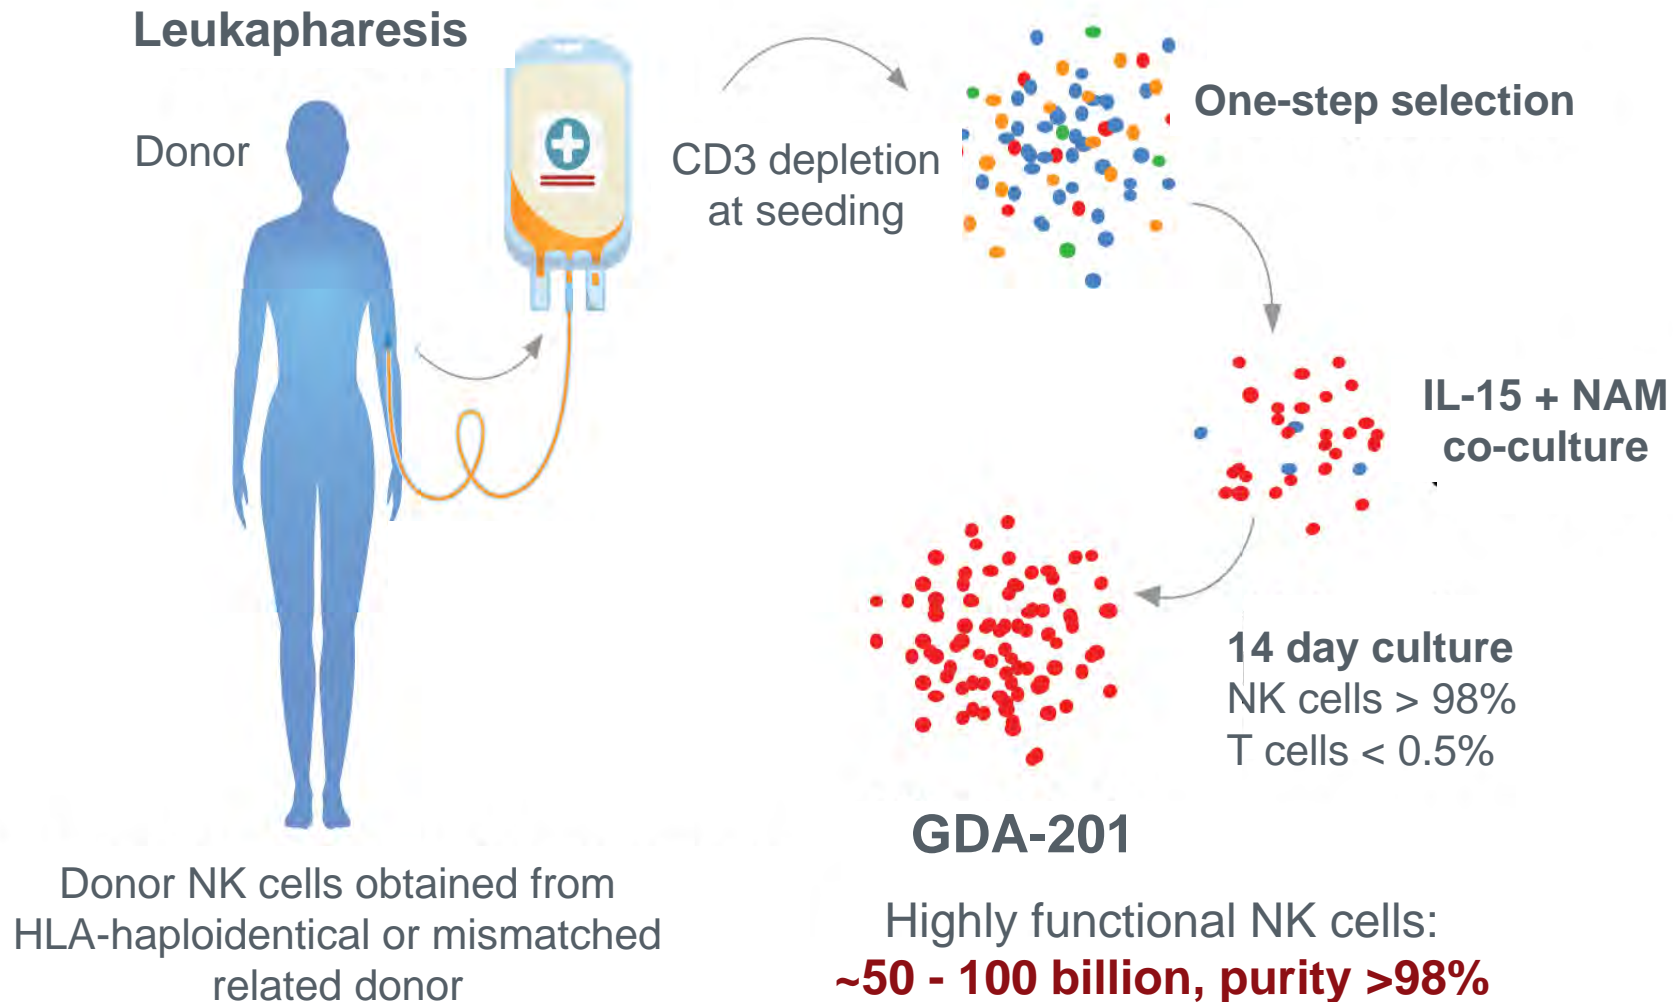 Leukapharesis
Donor
CD3 depletion
at seeding
One-step selection
IL-15 + NAM
co-culture
14 day culture
NK cells > 98%
T cells < 0.5%
GDA-201
Donor NK cells obtained from
HLA-haploidentical or mismatched
related donor
Highly functional NK cells:
~50 - 100 billion, purity >98%